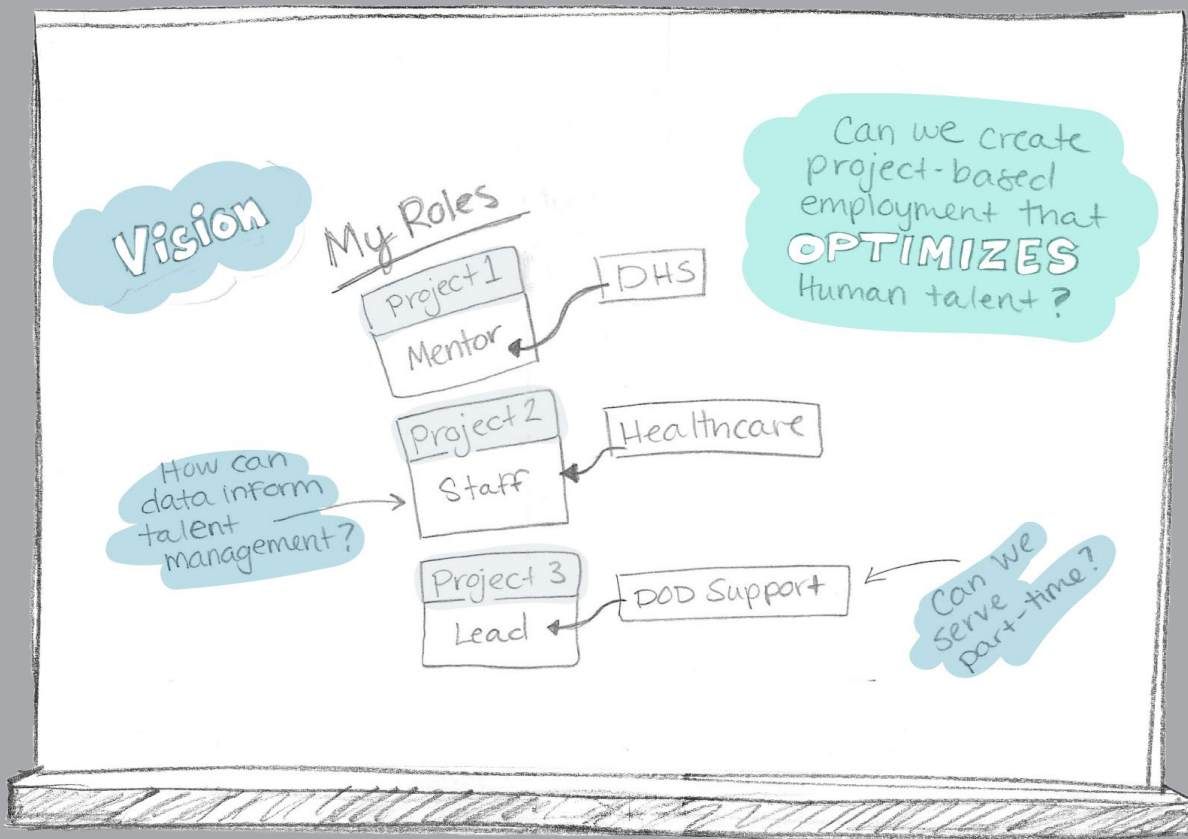 Vision
My Roles
Project 1
Mentor
DHS
Can we create
project-based
employment that
OPTIMIZES
Human talent?
Project 2
Staff
Healthcare
How can
data inform
talent
management?
Project 3
Lead
DOD Support
Can we
serve
part-time?